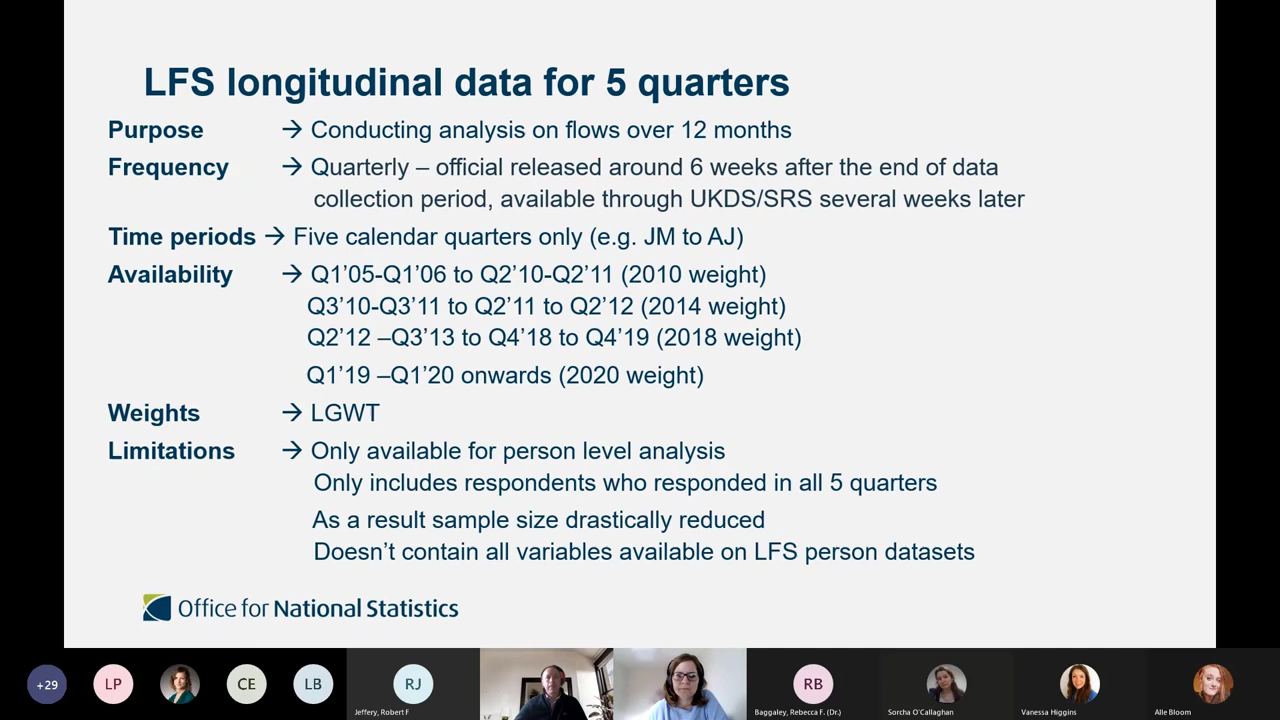 LFS longitudinal data for 5 quarters
Purpose → Conducting analysis on flows over 12 months
Frequency → Quarterly – official released around 6 weeks after the end of data
collection period, available through UKDS/SRS several weeks later
Time periods → Five calendar quarters only (e.g. JM to AJ)
Availability → Q1’05-Q1’06 to Q2’10-Q2’11 (2010 weight)
Q3’10-Q3’11 to Q2’11 to Q2’12 (2014 weight)
Q2’12 –Q3’13 to Q4’18 to Q4’19 (2018 weight)
Q1’19 –Q1’20 onwards (2020 weight)
Weights → LGWT
Limitations → Only available for person level analysis
Only includes respondents who responded in all 5 quarters
As a result sample size drastically reduced
Doesn’t contain all variables available on LFS person datasets
Office for National Statistics
+29 LP CE LB RJ RB
Jeffery, Robert F Baggaley, Rebecca F. (Dr.) Sorcha O'Callaghan Vanessa Higgins Alle Bloom